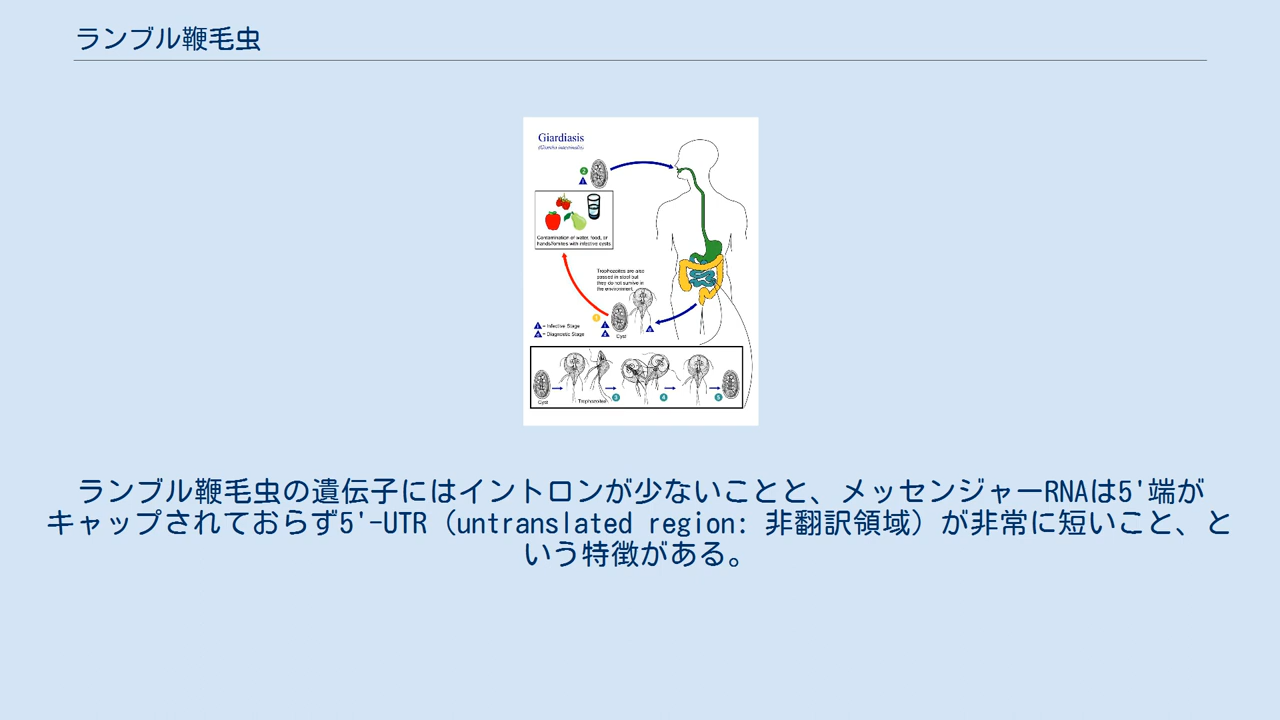 ランブル鞭毛虫
Giardiasis
(Giardia intestinalis)
2
i
Contamination of water, food, or
hands/fomites with infective cysts.
Trophozoites are also
passed in stool but
they do not survive in
the environment.
1
i
d
d
Cyst
i = Infective Stage
d = Diagnostic Stage
Cyst
Trophozoites
3
4
5
ランブル鞭毛虫の遺伝子にはイントロンが少ないことと、メッセンジャーRNAは5'端が
キャップされておらず5'-UTR（untranslated region: 非翻訳領域）が非常に短いこと、と
いう特徴がある。